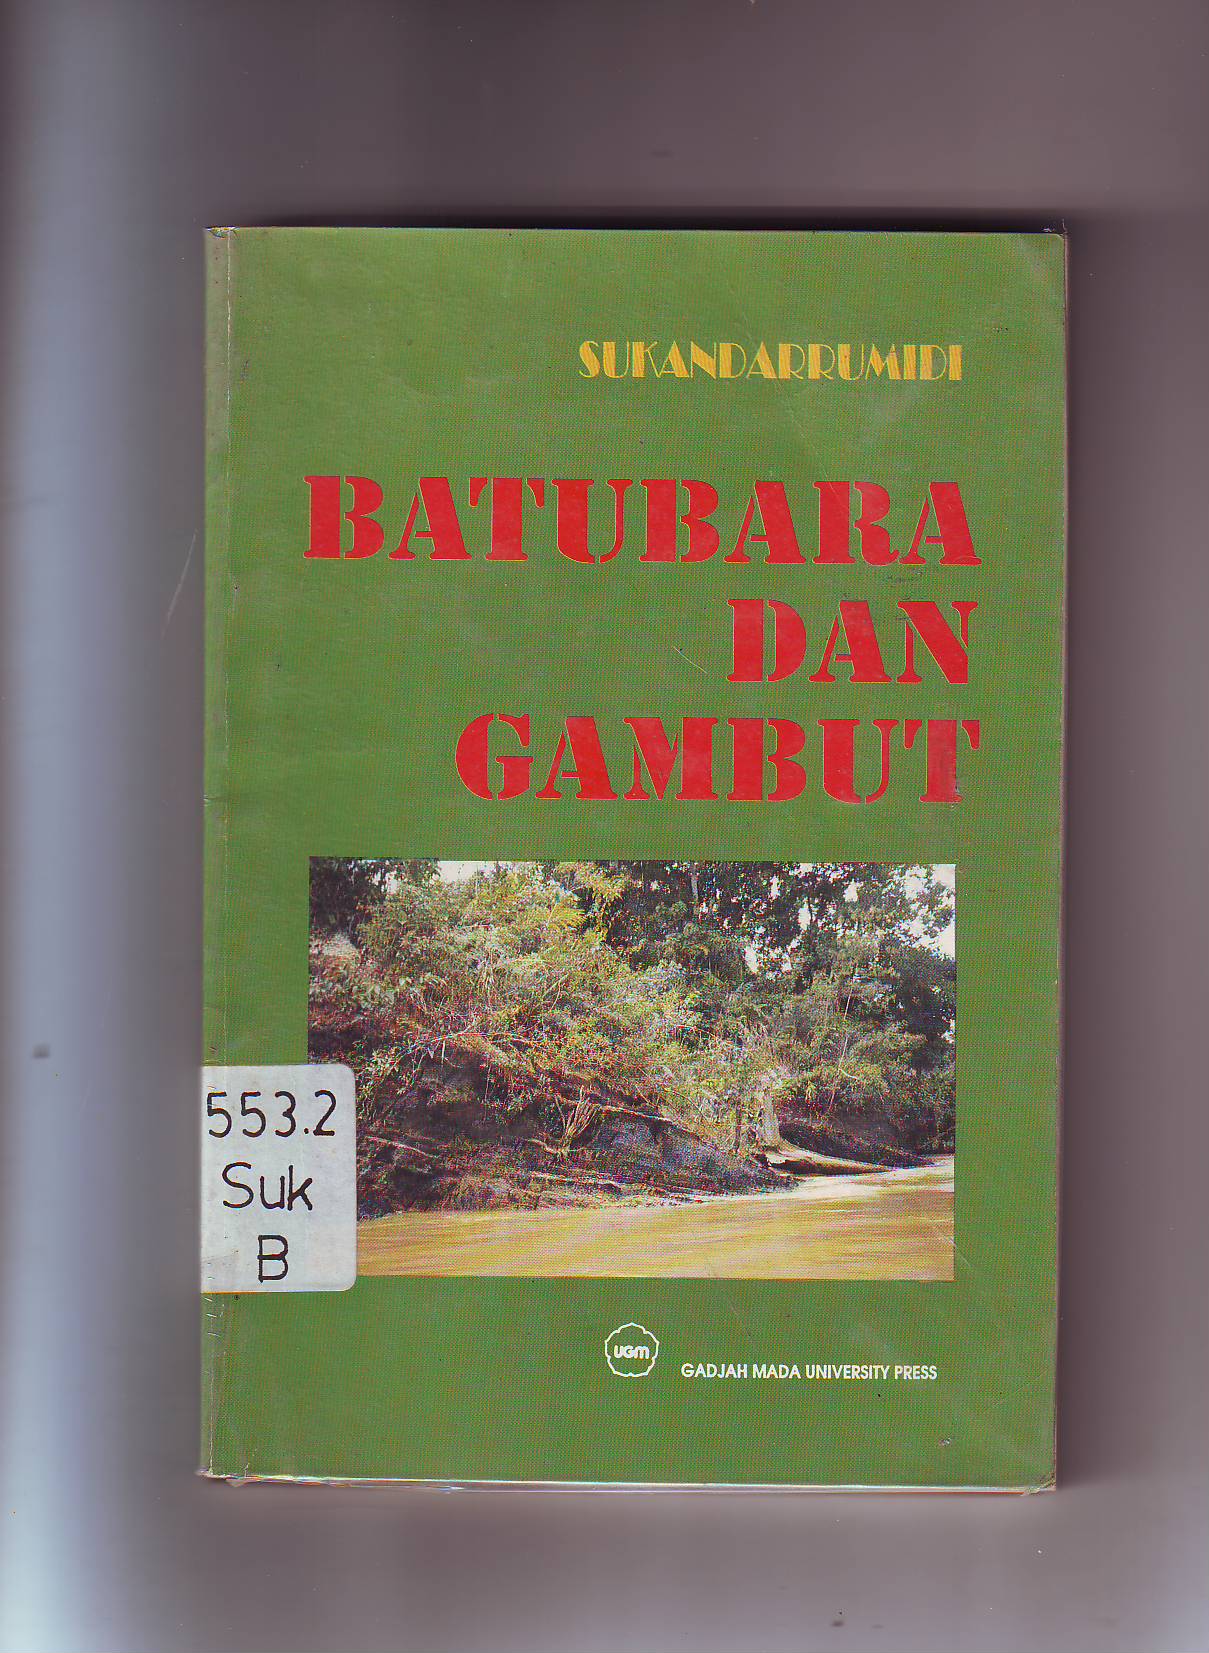 SUKANDARRUMIDI
BATUBARA
DAN
GAMBUT
553.2
Suk
B
UGM
GADJAH MADA UNIVERSITY PRESS